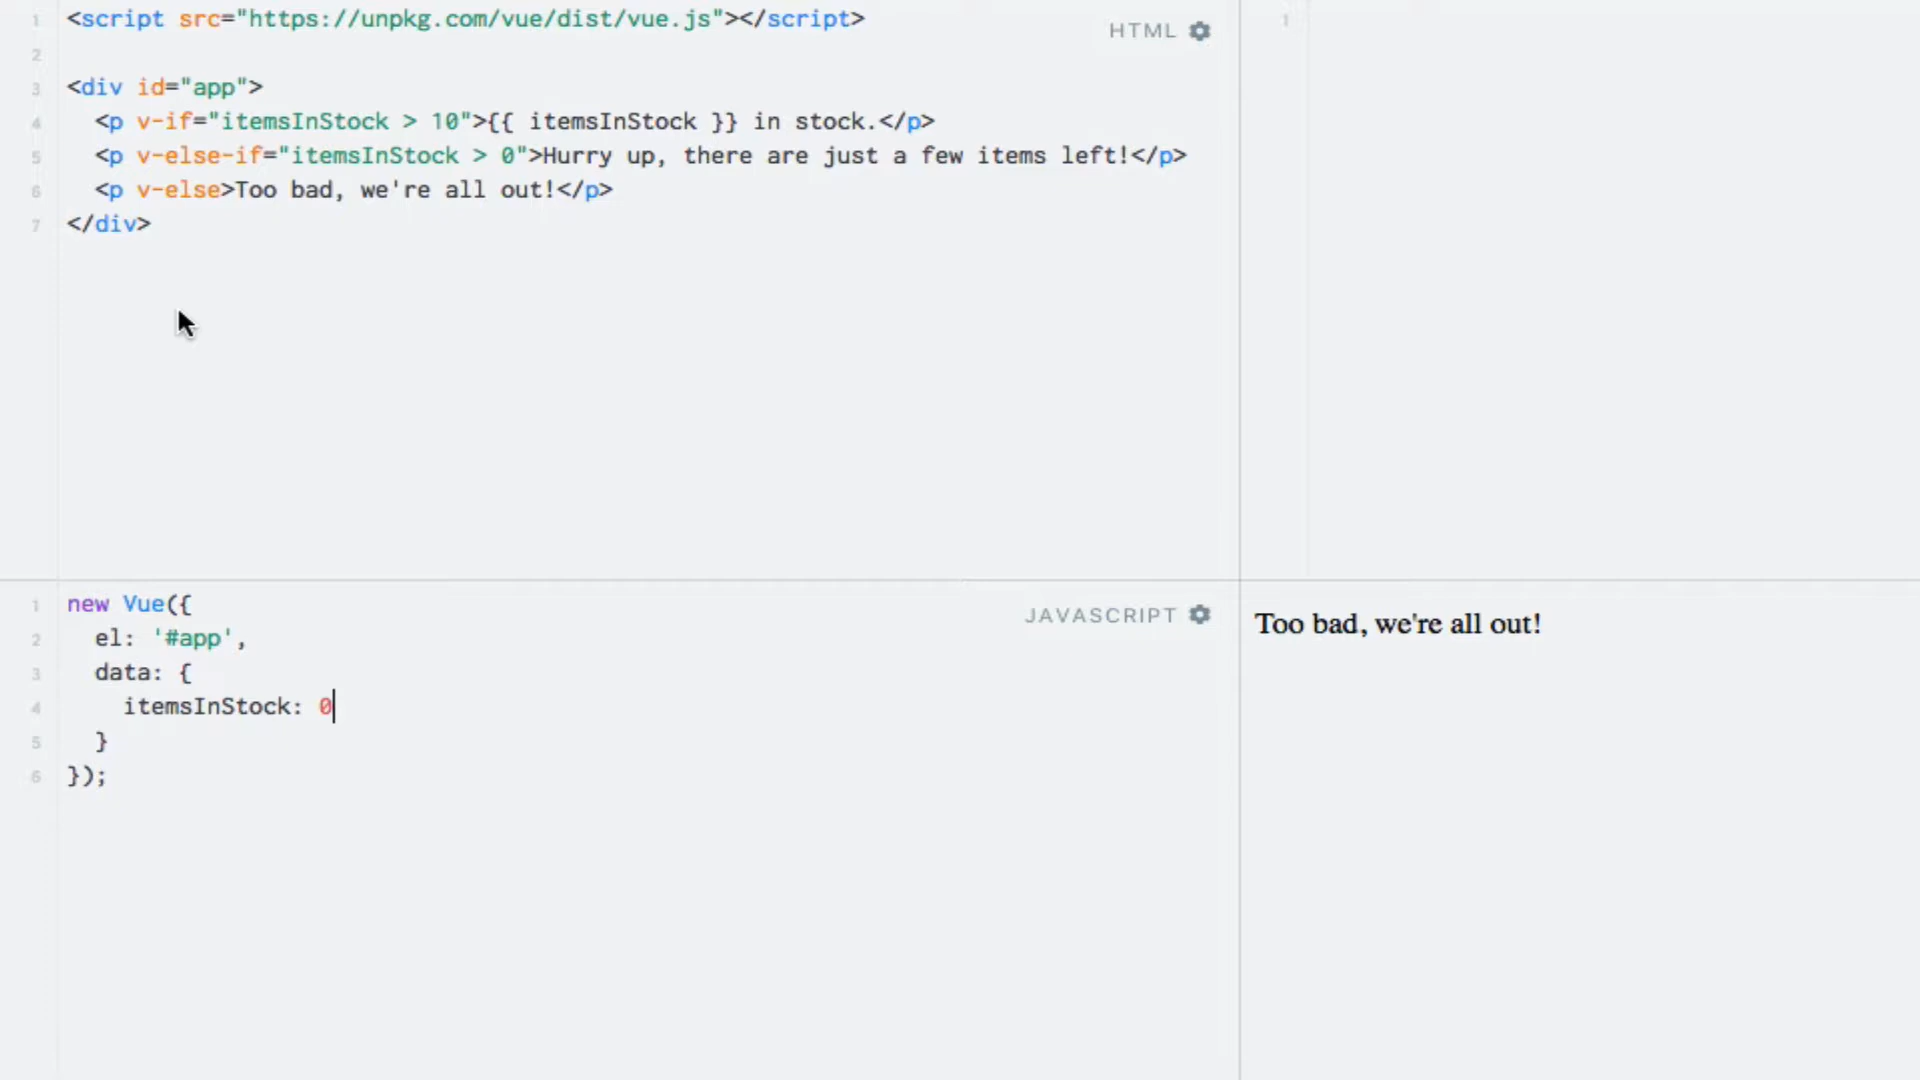 1 <script src="https://unpkg.com/vue/dist/vue.js"></script>
HTML
2
3 <div id="app">
4   <p v-if="itemsInStock > 10">{{ itemsInStock }} in stock.</p>
5   <p v-else-if="itemsInStock > 0">Hurry up, there are just a few items left!</p>
6   <p v-else>Too bad, we're all out!</p>
7 </div>
1
1 new Vue({
JAVASCRIPT
2   el: '#app',
3   data: {
4     itemsInStock: 0
5   }
6 });
Too bad, we're all out!